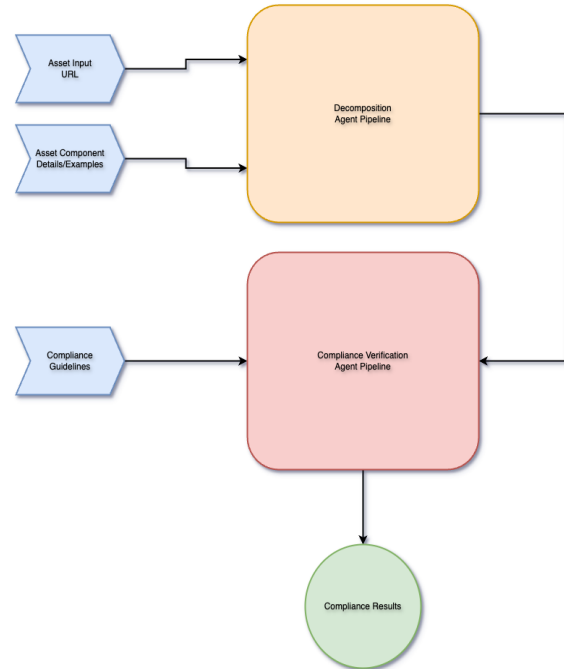 Asset Input
URL
Decomposition
Agent Pipeline
Asset Component
Details/Examples
Compliance
Guidelines
Compliance Verification
Agent Pipeline
Compliance Results